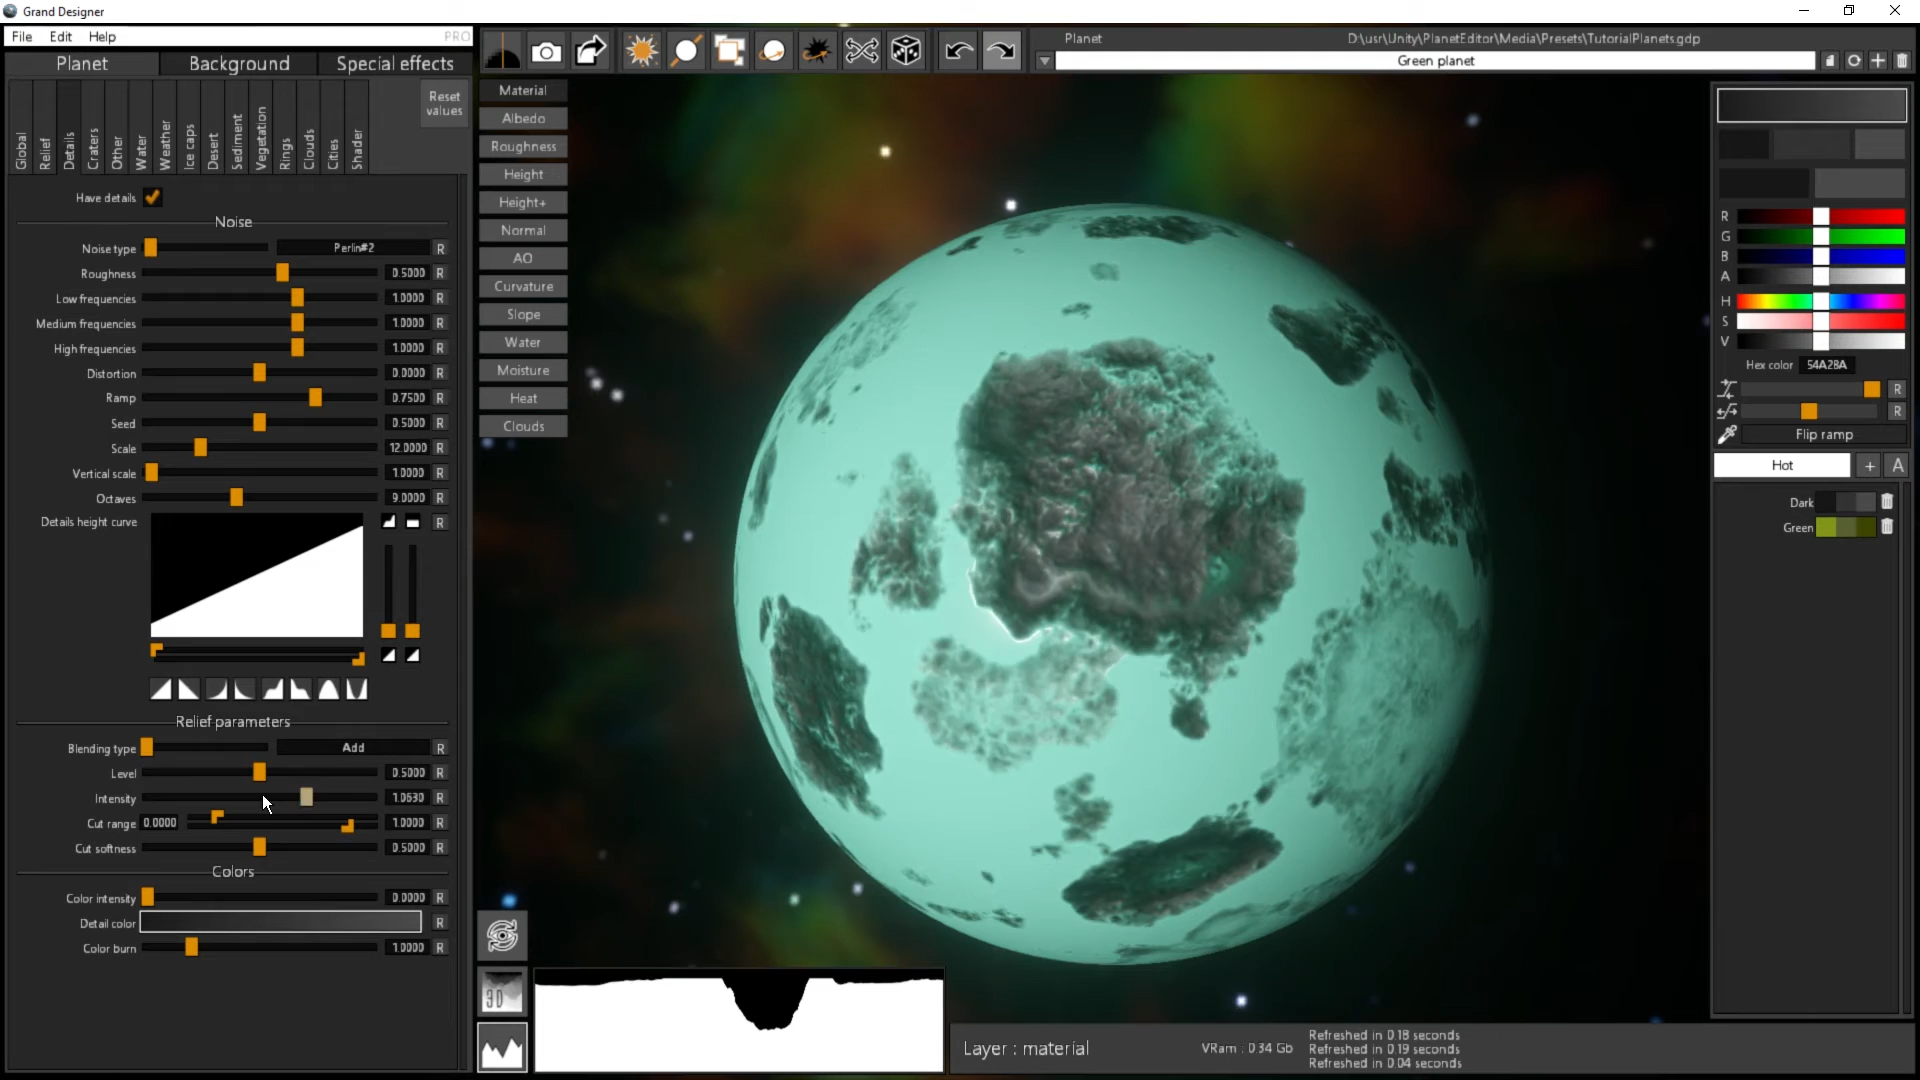 Grand Designer
File Edit Help PRO
Planet Background Special effects
Planet D:\usr\Unity\PlanetEditor\Media\Presets\TutorialPlanets.gdp
Green planet
Global Relief Details Craters Other Water Weather Ice caps Desert Sediment Vegetation Rings Clouds Cities Shader
Reset values
Have details
Noise
Noise type Perlin#2 R
Roughness 0.5000 R
Low frequencies 1.0000 R
Medium frequencies 1.0000 R
High frequencies 1.0000 R
Distortion 0.0000 R
Ramp 0.7500 R
Seed 0.5000 R
Scale 12.0000 R
Vertical scale 1.0000 R
Octaves 9.0000 R
Details height curve R
Relief parameters
Blending type Add R
Level 0.5000 R
Intensity 1.0630 R
Cut range 0.0000 1.0000 R
Cut softness 0.5000 R
Colors
Color intensity 0.0000 R
Detail color R
Color burn 1.0000 R
Material
Albedo
Roughness
Height
Height+
Normal
AO
Curvature
Slope
Water
Moisture
Heat
Clouds
3D
Layer : material
VRam : 0.34 Gb
Refreshed in 0.18 seconds
Refreshed in 0.19 seconds
Refreshed in 0.04 seconds
R
G
B
A
H
S
V
Hex color 54A28A
R
R
Flip ramp
Hot + A
Dark
Green